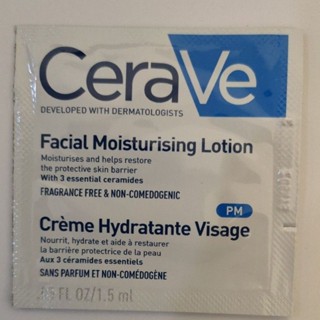 CeraVe
DEVELOPED WITH DERMATOLOGISTS
Facial Moisturising Lotion
Moisturises and helps restore
the protective skin barrier
With 3 essential ceramides
FRAGRANCE FREE & NON-COMEDOGENIC
PM
Crème Hydratante Visage
Nourrit, hydrate et aide à restaurer
la barrière protectrice de la peau
Aux 3 céramides essentiels
SANS PARFUM ET NON-COMÉDOGÈNE
FL OZ/1.5 ml